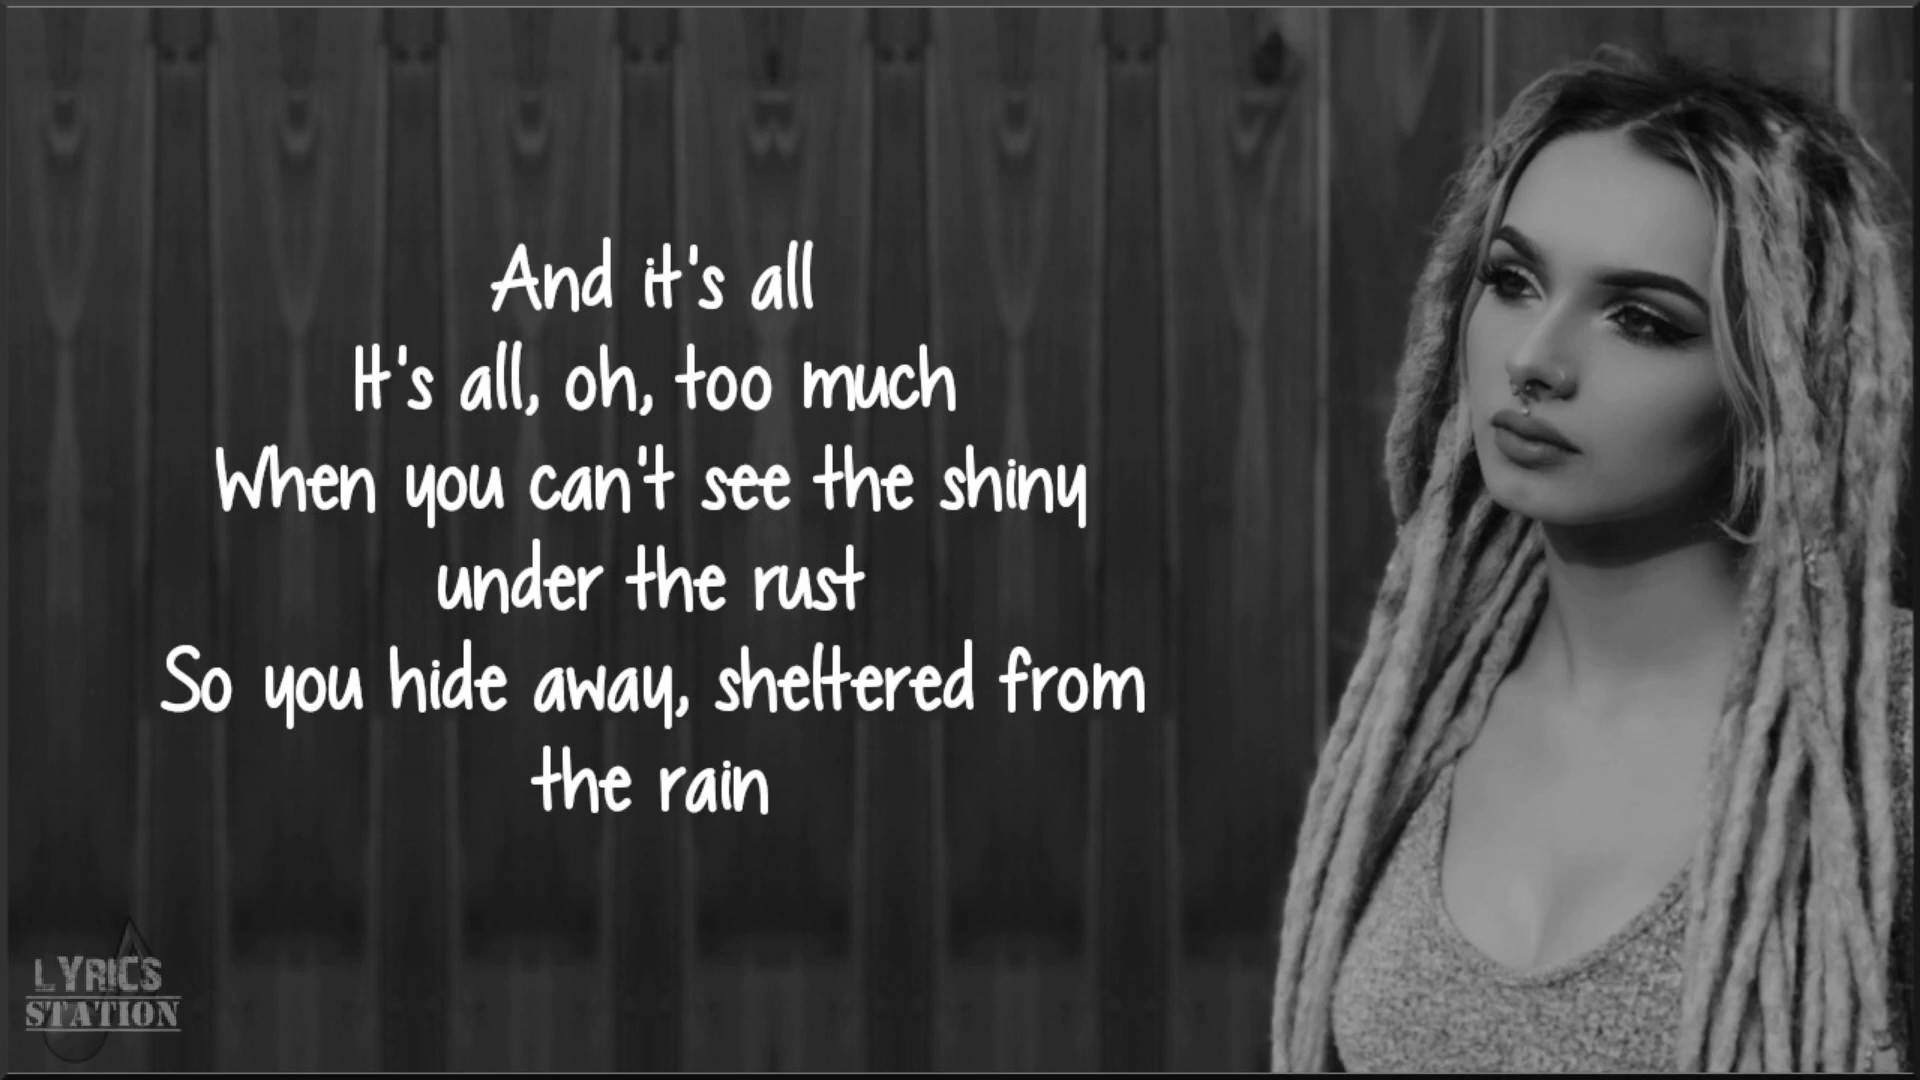 And it's all
It's all, oh, too much
When you can't see the shiny
under the rust
So you hide away, sheltered from
the rain
LYRICS
STATION